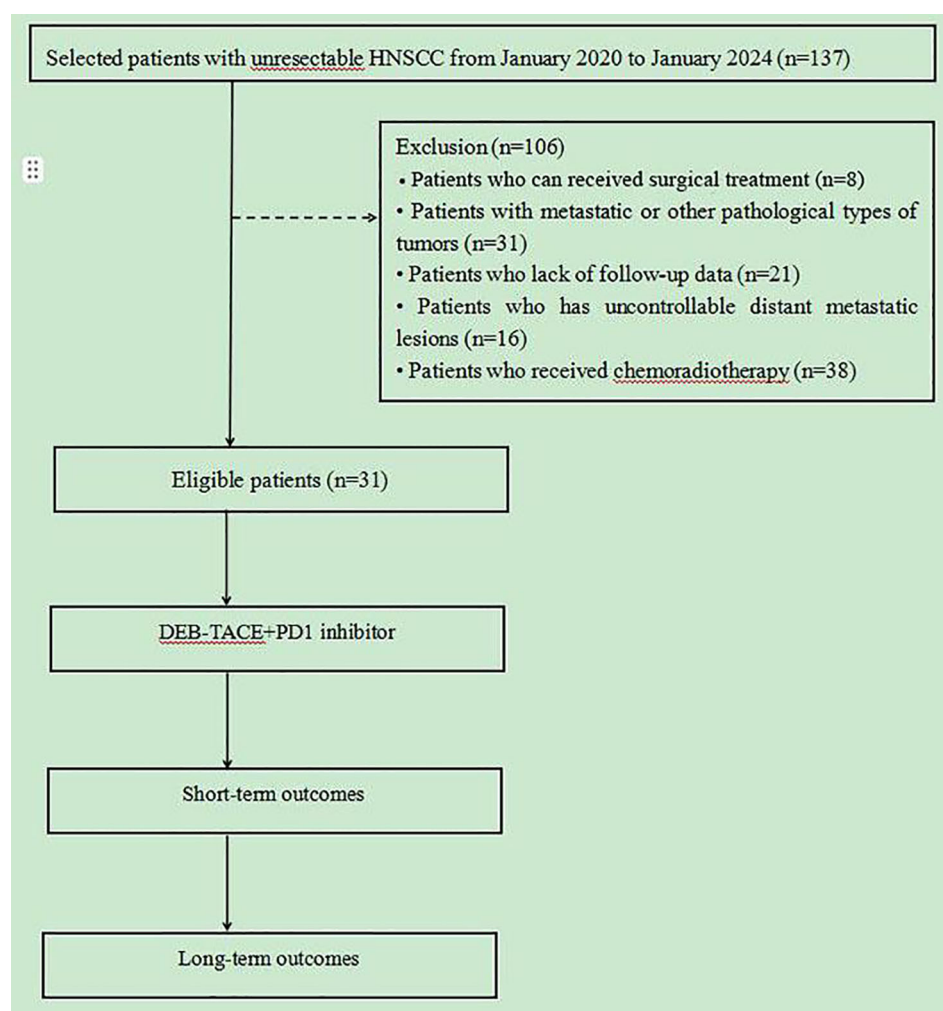 Selected patients with unresectable HNSCC from January 2020 to January 2024 (n=137)
Exclusion (n=106)
• Patients who can received surgical treatment (n=8)
• Patients with metastatic or other pathological types of
tumors (n=31)
• Patients who lack of follow-up data (n=21)
• Patients who has uncontrollable distant metastatic
lesions (n=16)
• Patients who received chemoradiotherapy (n=38)
Eligible patients (n=31)
DEB-TACE+PD1 inhibitor
Short-term outcomes
Long-term outcomes